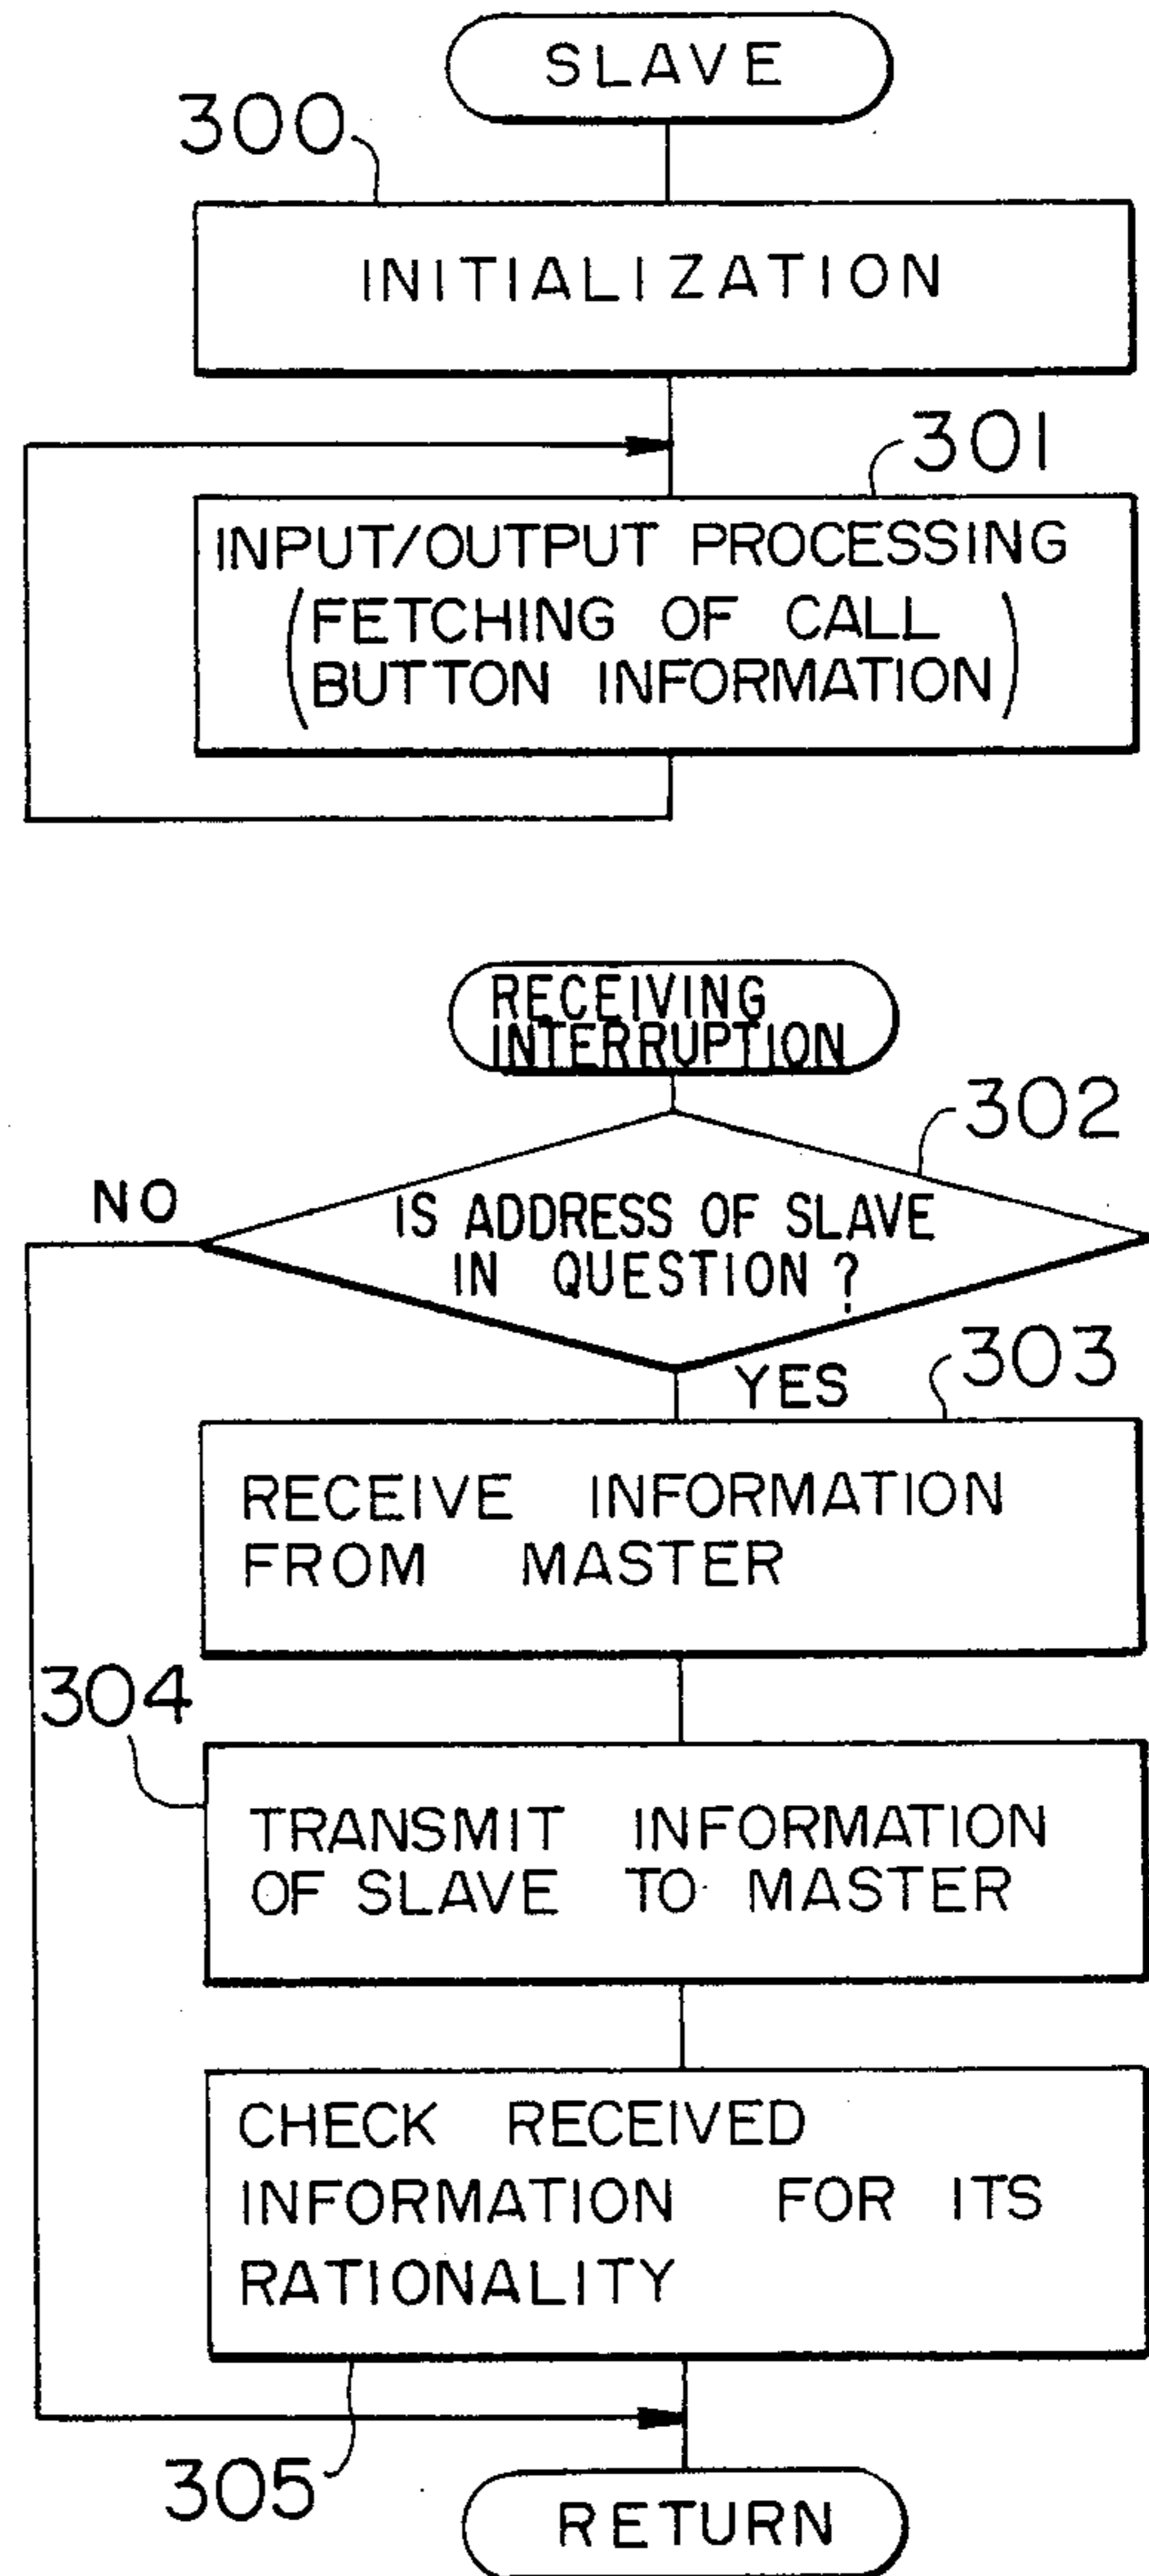 SLAVE
300
INITIALIZATION
301
INPUT/OUTPUT PROCESSING
(FETCHING OF CALL
BUTTON INFORMATION)
RECEIVING
INTERRUPTION
302
NO
IS ADDRESS OF SLAVE
IN QUESTION ?
YES
303
RECEIVE INFORMATION
FROM MASTER
304
TRANSMIT INFORMATION
OF SLAVE TO MASTER
CHECK RECEIVED
INFORMATION FOR ITS
RATIONALITY
305
RETURN